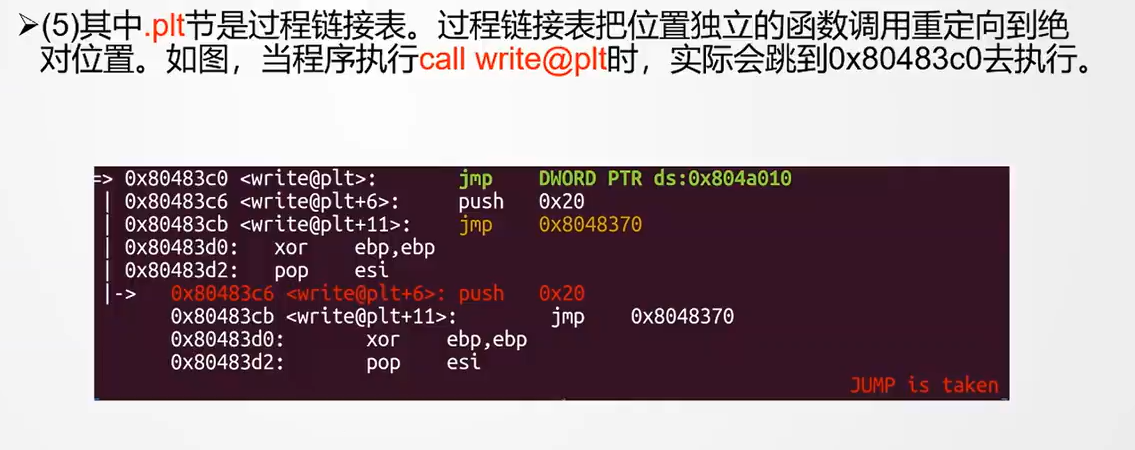 ➢(5)其中.plt节是过程链接表。过程链接表把位置独立的函数调用重定向到绝
对位置。如图，当程序执行call write@plt时，实际会跳到0x80483c0去执行。
=> 0x80483c0 <write@plt>: jmp DWORD PTR ds:0x804a010
| 0x80483c6 <write@plt+6>: push 0x20
| 0x80483cb <write@plt+11>: jmp 0x8048370
| 0x80483d0: xor ebp,ebp
| 0x80483d2: pop esi
|-> 0x80483c6 <write@plt+6>: push 0x20
0x80483cb <write@plt+11>: jmp 0x8048370
0x80483d0: xor ebp,ebp
0x80483d2: pop esi
JUMP is taken